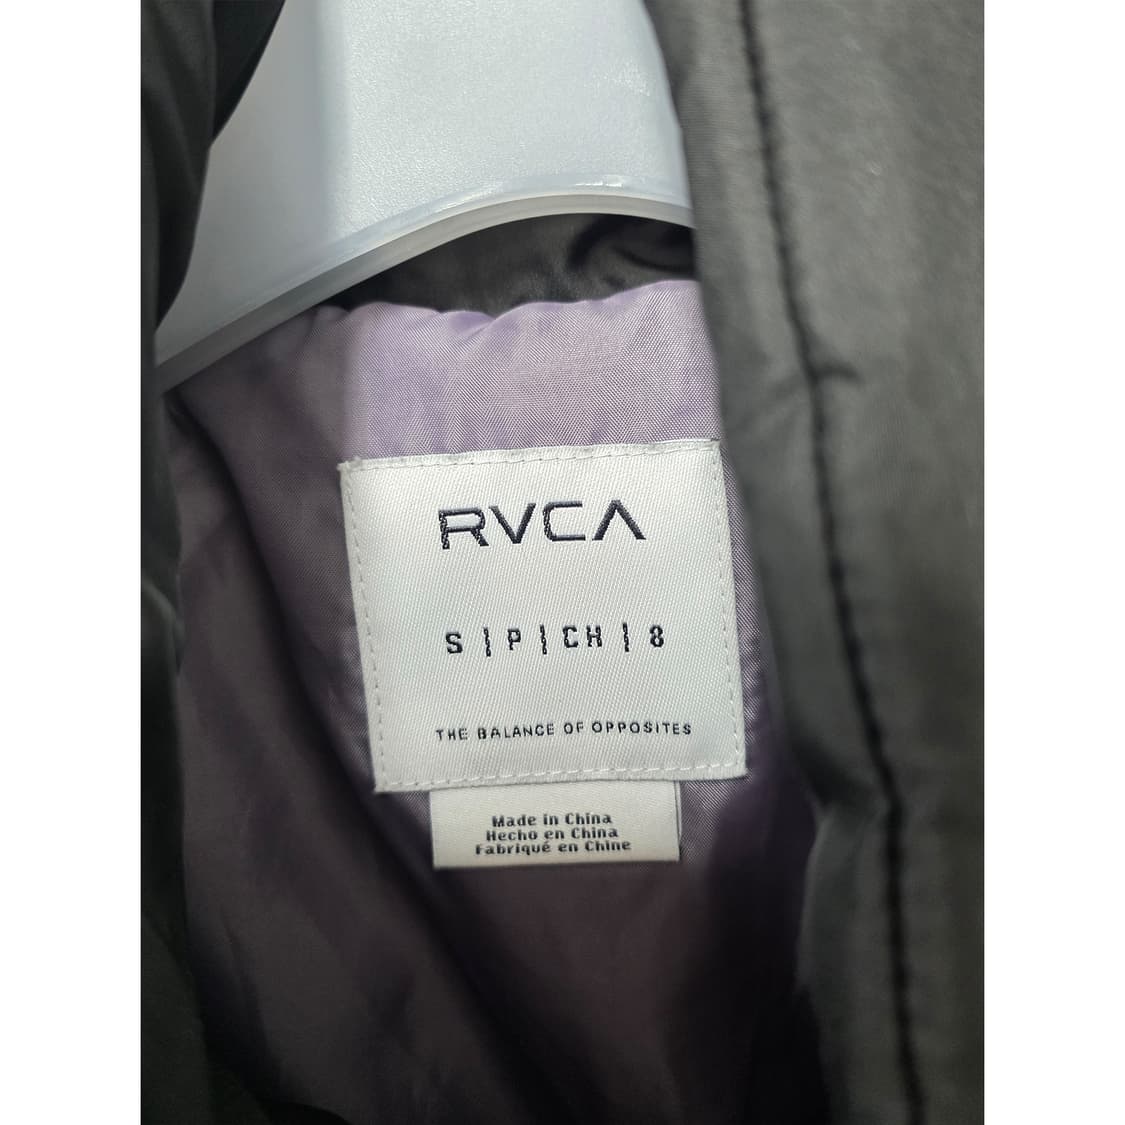 RVCA
S | P | CH | 8
THE BALANCE OF OPPOSITES
Made in China
Hecho en China
Fabriqué en Chine